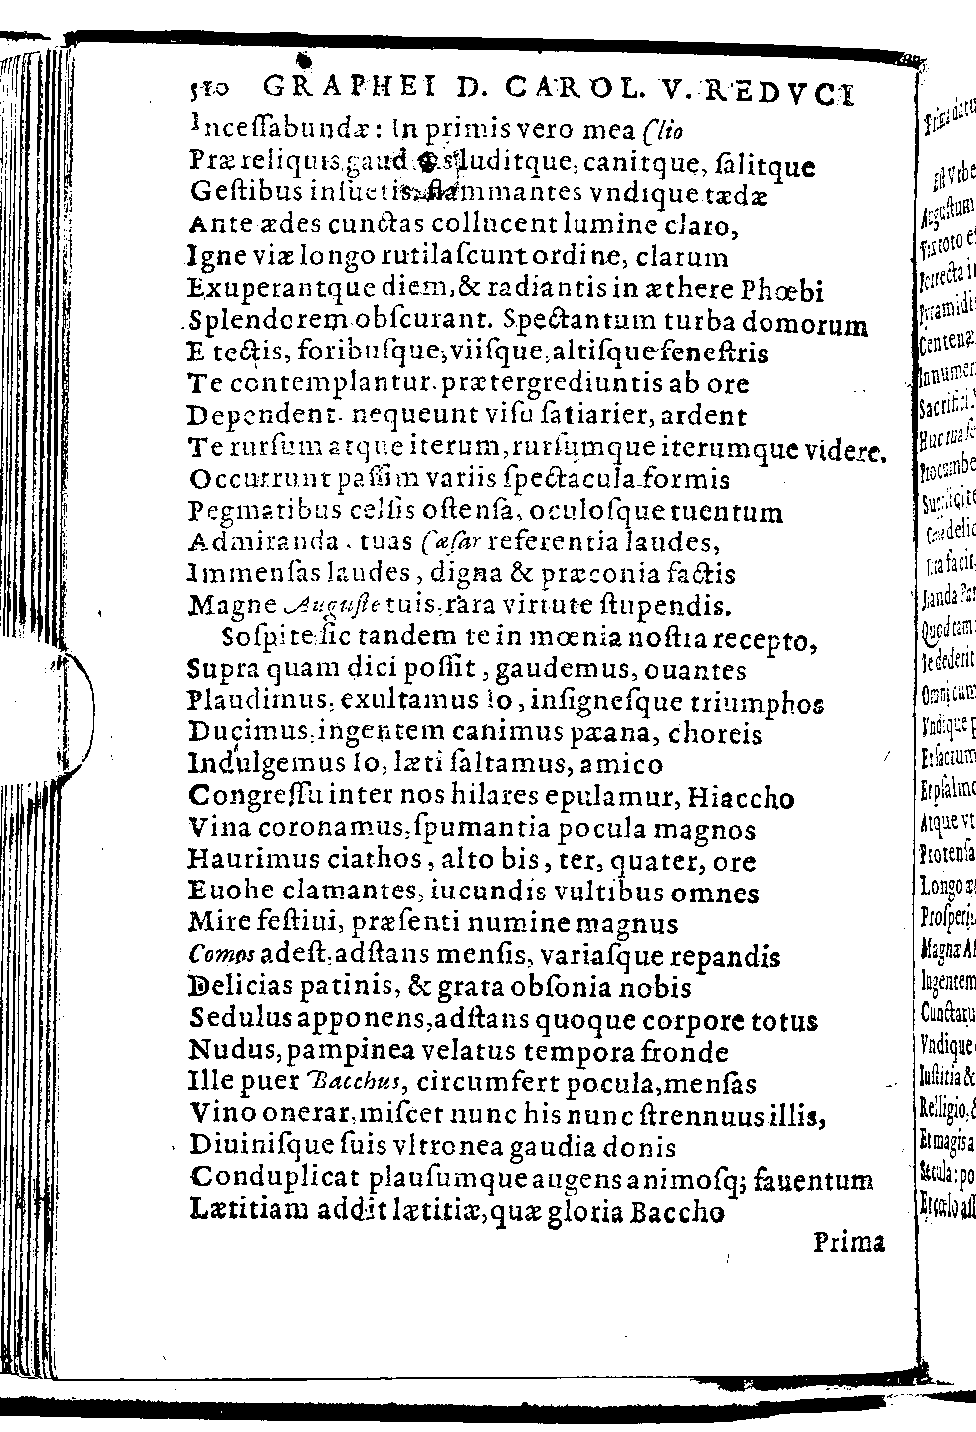 510 GRAPHEI D. CAROL. V. REDVCI
Inceſſabundæ: In primis vero mea Clio
Præ reliquis luditque, canitque, ſalitque
Geſtibus inſuetis, flammantes vndique tædæ
Ante ædes cunctas collucent lumine claro,
Igne viæ longo rutilaſcunt ordine, clarum
Exuperantque diem, & radiantis in æthere Phœbi
Splendorem obſcurant. Spectantum turba domorum
E tectis, foribuſque, viiſque, altiſque feneſtris
Te contemplantur. prætergrediuntis ab ore
Dependent. nequeunt viſu ſatiarier, ardent
Te rurſum atque iterum, rurſumque iterumque videre.
Occurrunt paſſim variis ſpectacula formis
Pegmatibus celſis oſtenſa, oculoſque tuentum
Admiranda. tuas Cæſar referentia laudes,
Immenſas laudes, digna & præconia factis
Magne Auguſte tuis. rara virtute ſtupendis.
Soſpite ſic tandem te in mœnia noſtra recepto,
Supra quam dici poſſit, gaudemus, ouantes
Plaudimus, exultamus Io, inſigneſque triumphos
Ducimus, ingentem canimus pæana, choreis
Indulgemus Io, læti ſaltamus, amico
Congreſſu inter nos hilares epulamur, Hiaccho
Vina coronamus, ſpumantia pocula magnos
Haurimus ciathos, alto bis, ter, quater, ore
Euohe clamantes, iucundis vultibus omnes
Mire feſtiui, præſenti numine magnus
Comos adeſt, adſtans menſis, variaſque repandis
Delicias patinis, & grata obſonia nobis
Sedulus apponens, adſtans quoque corpore totus
Nudus, pampinea velatus tempora fronde
Ille puer Bacchus, circumfert pocula, menſas
Vino onerat, miſcet nunc his nunc ſtrennuus illis,
Diuiniſque ſuis vltronea gaudia donis
Conduplicat plauſumque augens animoſq; fauentum
Lætitiam addit lætitiæ, quæ gloria Baccho
Prima